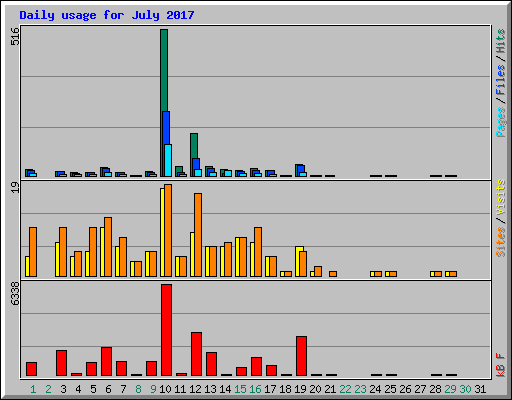 Daily usage for July 2017
516
Pages / Files / Hits
19
Sites / Visits
6338
kB F
1 2 3 4 5 6 7 8 9 10 11 12 13 14 15 16 17 18 19 20 21 22 23 24 25 26 27 28 29 30 31